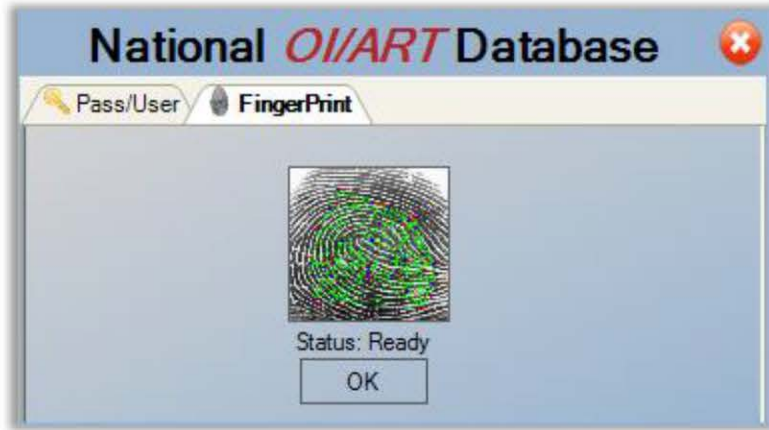 National OI/ART Database
Pass/User FingerPrint
Status: Ready
OK